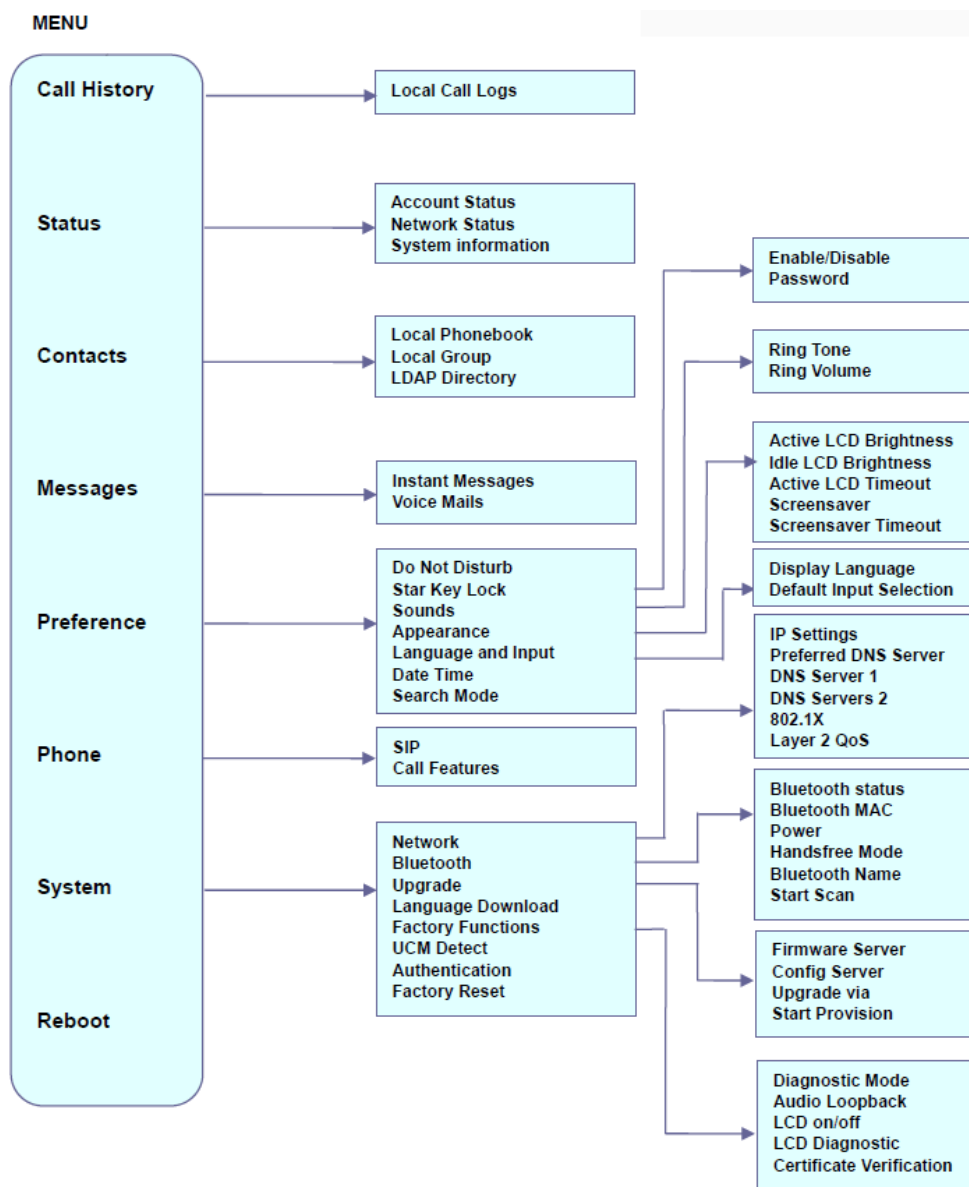 MENU
Call History
Local Call Logs
Status
Account Status
Network Status
System information
Enable/Disable
Password
Contacts
Local Phonebook
Local Group
LDAP Directory
Ring Tone
Ring Volume
Active LCD Brightness
Idle LCD Brightness
Active LCD Timeout
Screensaver
Screensaver Timeout
Messages
Instant Messages
Voice Mails
Preference
Do Not Disturb
Star Key Lock
Sounds
Appearance
Language and Input
Date Time
Search Mode
Display Language
Default Input Selection
IP Settings
Preferred DNS Server
DNS Server 1
DNS Servers 2
802.1X
Layer 2 QoS
Phone
SIP
Call Features
System
Network
Bluetooth
Upgrade
Language Download
Factory Functions
UCM Detect
Authentication
Factory Reset
Bluetooth status
Bluetooth MAC
Power
Handsfree Mode
Bluetooth Name
Start Scan
Firmware Server
Config Server
Upgrade via
Start Provision
Reboot
Diagnostic Mode
Audio Loopback
LCD on/off
LCD Diagnostic
Certificate Verification